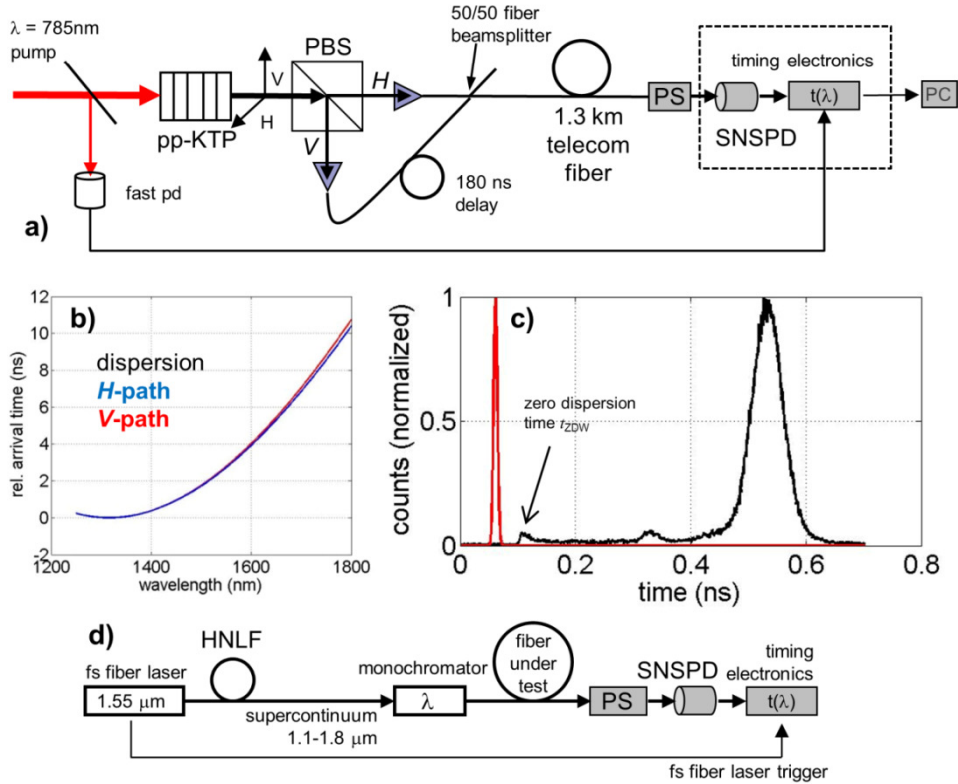 λ = 785nm
pump
fast pd
pp-KTP
V
H
PBS
H
V
50/50 fiber
beamsplitter
180 ns
delay
1.3 km
telecom
fiber
PS
SNSPD
timing electronics
t(λ)
PC
a)
b)
rel. arrival time (ns)
12
10
8
6
4
2
0
-2
dispersion
H-path
V-path
1200
1400
1600
1800
wavelength (nm)
c)
counts (normalized)
1
0.5
0
zero dispersion
time tZDW
0
0.2
0.4
0.6
0.8
time (ns)
d)
fs fiber laser
1.55 μm
HNLF
supercontinuum
1.1-1.8 μm
monochromator
λ
fiber
under
test
PS
SNSPD
timing
electronics
t(λ)
fs fiber laser trigger